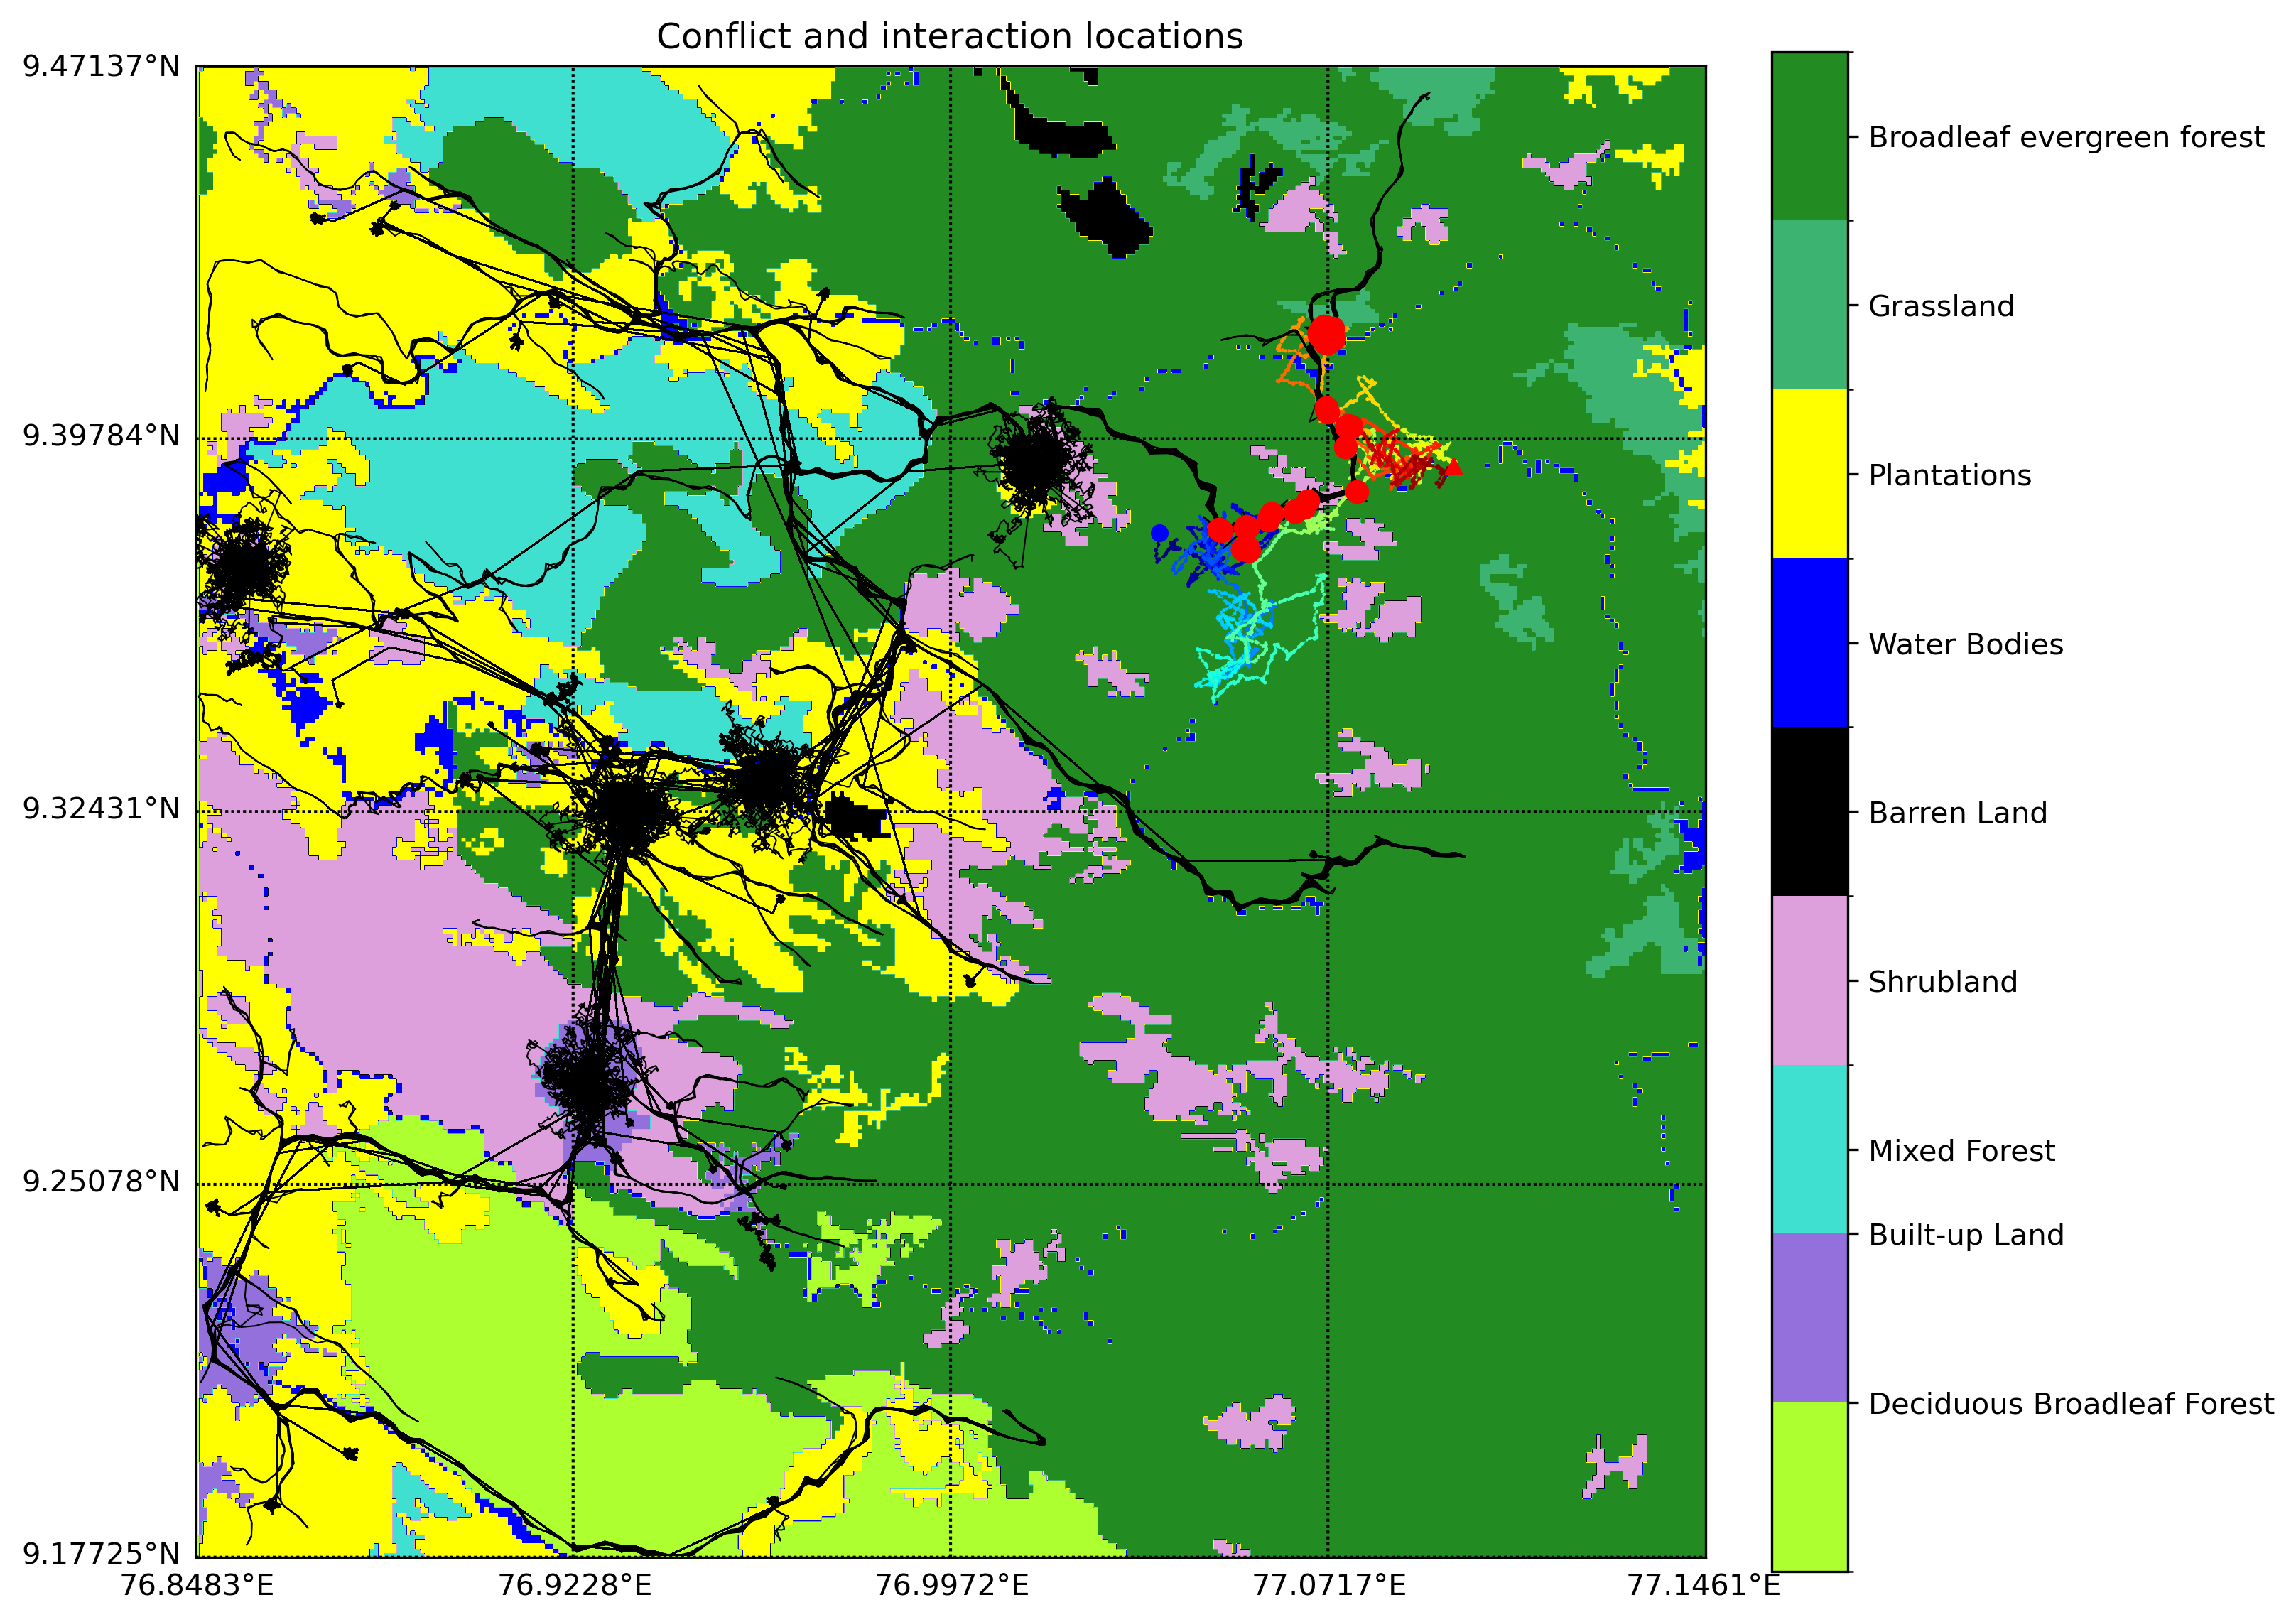 Conflict and interaction locations
9.47137°N
9.39784°N
9.32431°N
9.25078°N
9.17725°N
76.8483°E
76.9228°E
76.9972°E
77.0717°E
77.1461°E
Broadleaf evergreen forest
Grassland
Plantations
Water Bodies
Barren Land
Shrubland
Mixed Forest
Built-up Land
Deciduous Broadleaf Forest